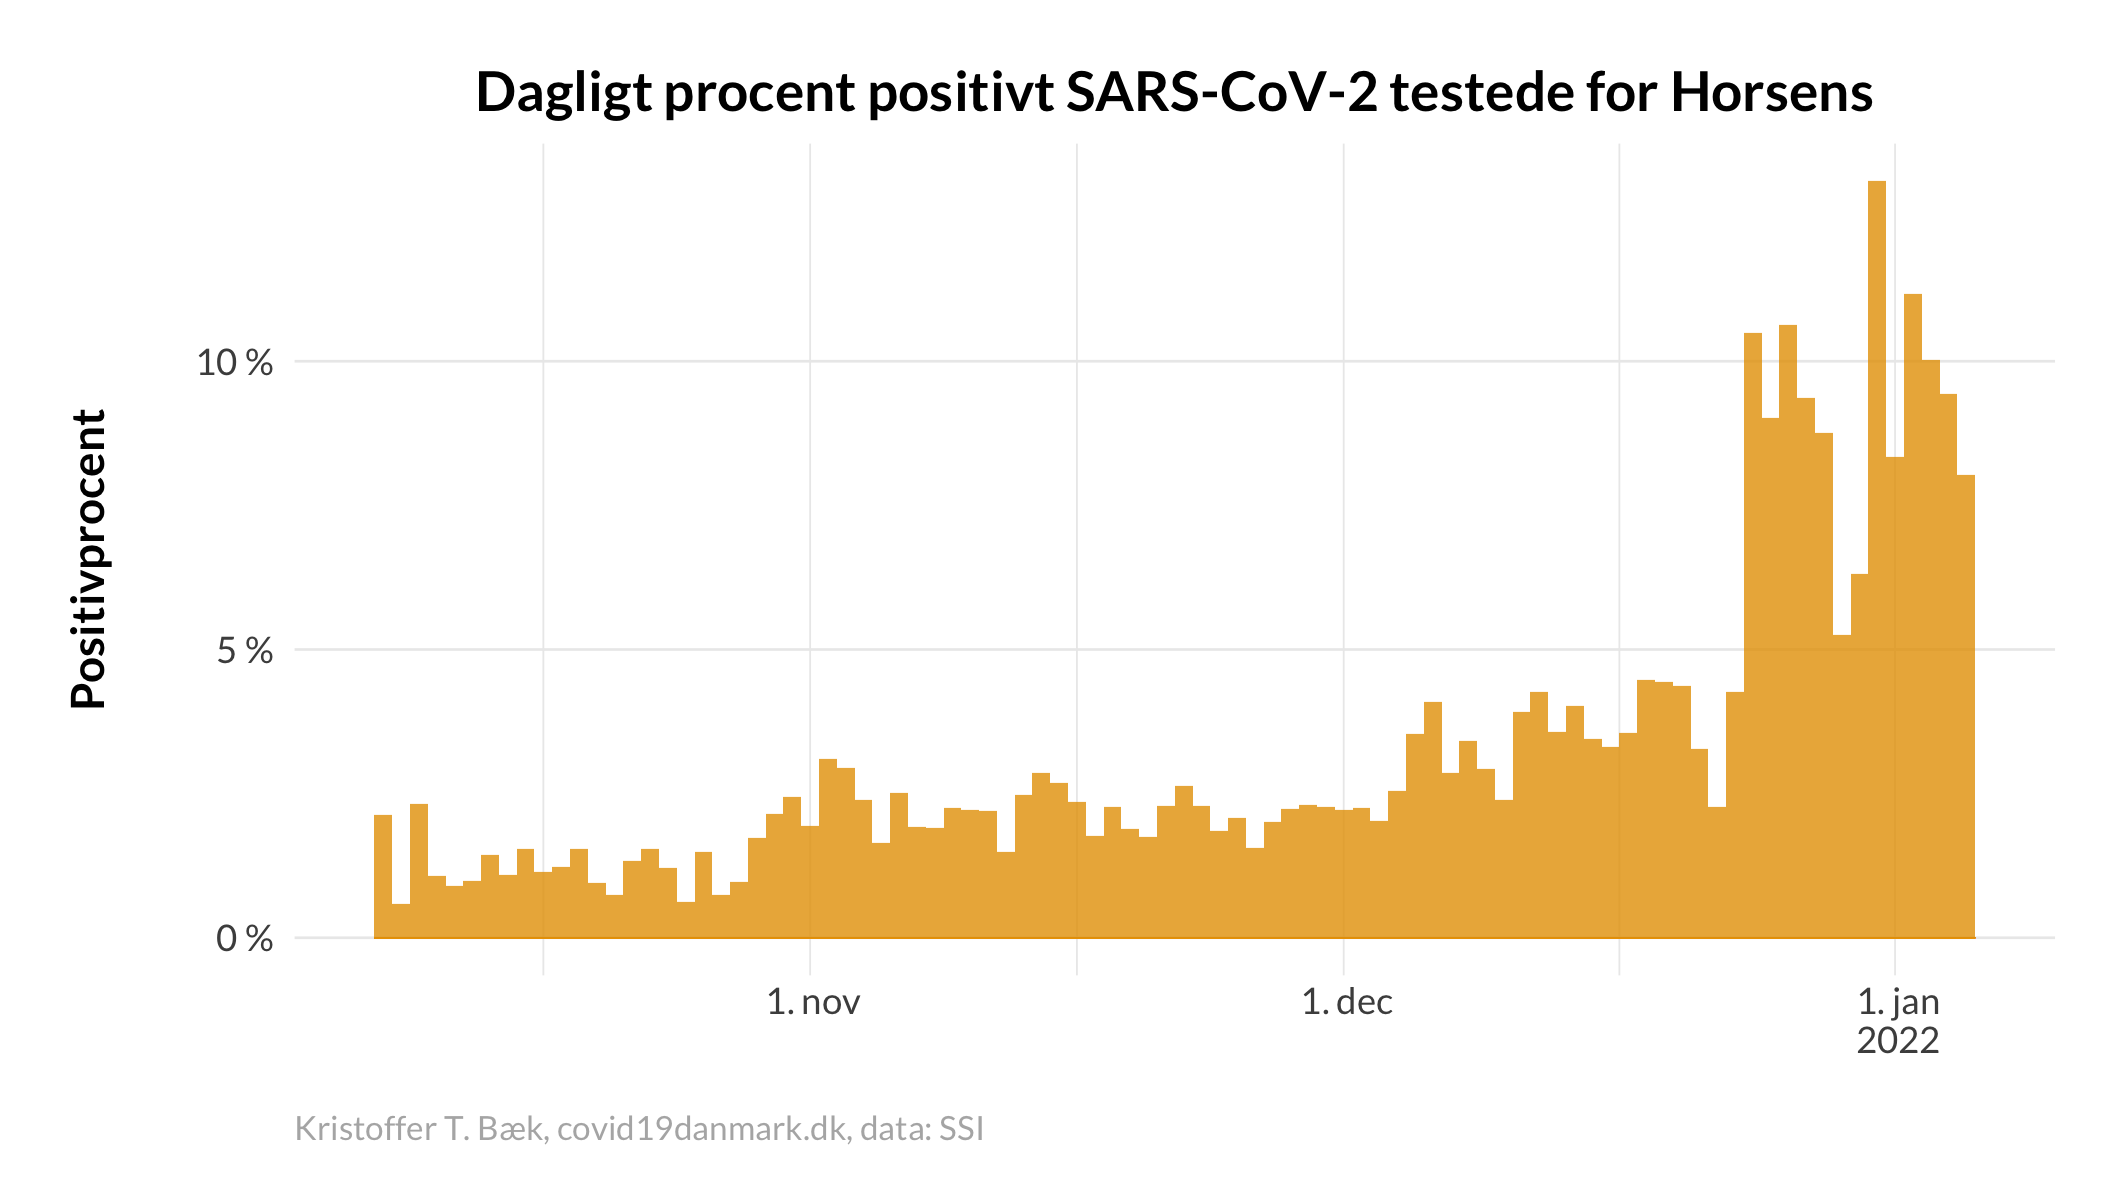 Dagligt procent positivt SARS-CoV-2 testede for Horsens
Positivprocent
10 %
5 %
0 %
1. nov
1. dec
1. jan
2022
Kristoffer T. Bæk, covid19danmark.dk, data: SSI